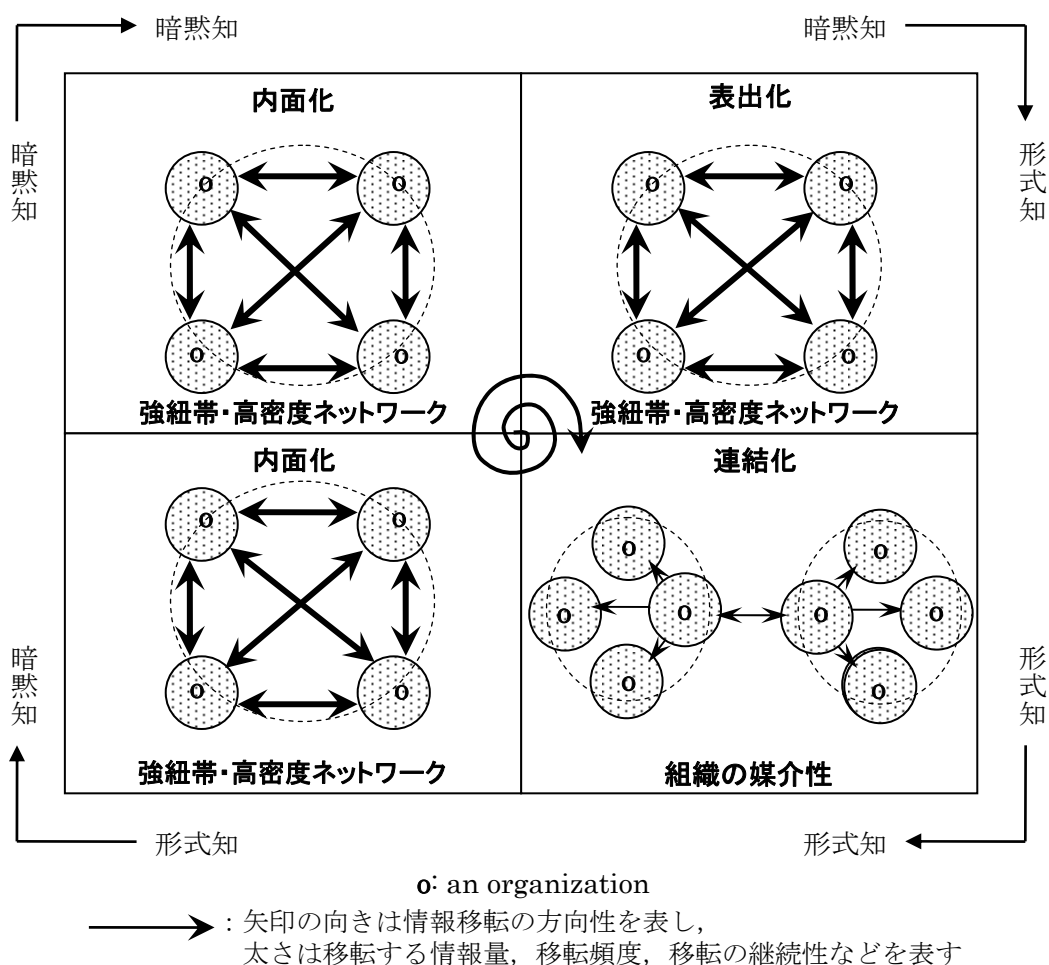 暗黙知
暗黙知
内面化
表出化
暗黙知
形式知
o
o
o
o
o
o
o
o
強紐帯・高密度ネットワーク
強紐帯・高密度ネットワーク
内面化
連結化
o
o
o
o
o
o
o
o
o
o
o
o
暗黙知
形式知
強紐帯・高密度ネットワーク
組織の媒介性
形式知
形式知
o: an organization
: 矢印の向きは情報移転の方向性を表し,
太さは移転する情報量, 移転頻度, 移転の継続性などを表す